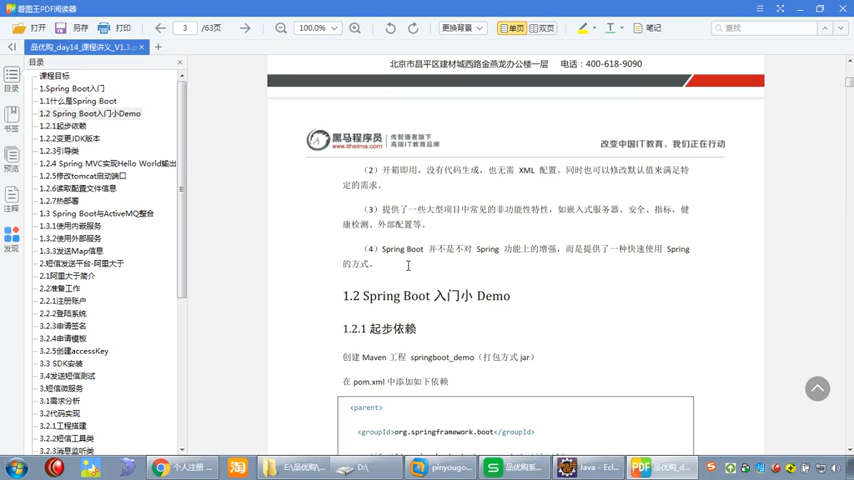 看图王PDF阅读器
打开 另存 打印 3 /63页 100.0% 更换背景 单页 双页 笔记 查找
品优购_day14_课程讲义_V1.3.p
目录
课程目标
1.Spring Boot入门
1.1什么是Spring Boot
1.2 Spring Boot入门小Demo
1.2.1起步依赖
1.2.2变更JDK版本
1.2.3引导类
1.2.4 Spring MVC实现Hello World输出
1.2.5修改tomcat启动端口
1.2.6读取配置文件信息
1.2.7热部署
1.3 Spring Boot与ActiveMQ整合
1.3.1使用内嵌服务
1.3.2使用外部服务
1.3.3发送Map信息
2.短信发送平台-阿里大于
2.1阿里大于简介
2.2准备工作
2.2.1注册账户
2.2.2登陆系统
3.2.3申请签名
3.2.4申请模板
3.2.5创建accessKey
3.3 SDK安装
3.4发送短信测试
3.短信微服务
3.1需求分析
3.2代码实现
3.2.1工程搭建
3.2.2短信工具类
3.2.3消息监听类
目录
书签
预览
注释
发现
北京市昌平区建材城西路金燕龙办公楼一层 电话：400-618-9090
黑马程序员
www.itheima.com
传智播客旗下
高端IT教育品牌
改变中国IT教育，我们正在行动
（2）开箱即用，没有代码生成，也无需 XML 配置。同时也可以修改默认值来满足特
定的需求。
（3）提供了一些大型项目中常见的非功能性特性，如嵌入式服务器、安全、指标，健
康检测、外部配置等。
（4）Spring Boot 并不是不对 Spring 功能上的增强，而是提供了一种快速使用 Spring
的方式。
1.2 Spring Boot 入门小 Demo
1.2.1 起步依赖
创建 Maven 工程 springboot_demo（打包方式 jar）
在 pom.xml 中添加如下依赖
<parent>
<groupId>org.springframework.boot</groupId>
个人注册 淘 E:\品优购\ D:\ pinyougo... 品优购系... Java - Ecl... 品优购_d...